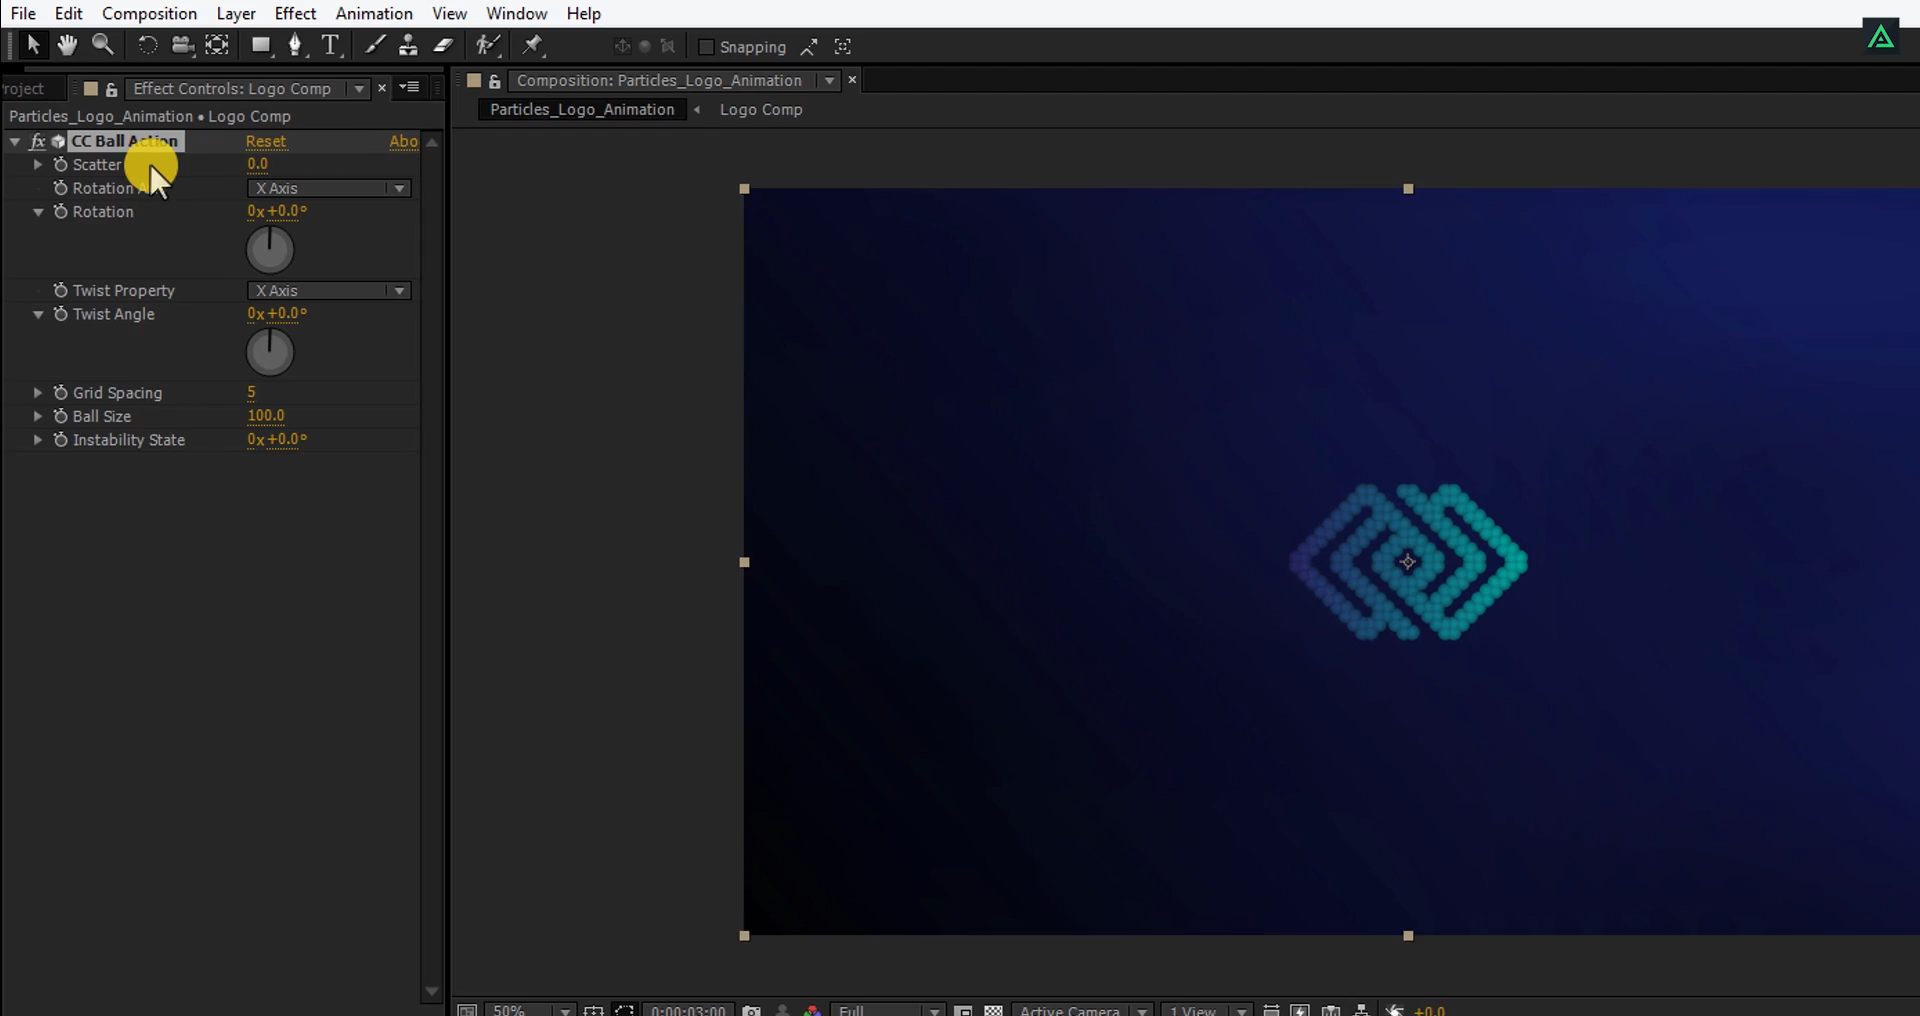 File Edit Composition Layer Effect Animation View Window Help
Snapping
roject Effect Controls: Logo Comp
Composition: Particles_Logo_Animation
Particles_Logo_Animation Logo Comp
Particles_Logo_Animation • Logo Comp
fx CC Ball Action Reset Abo
Scatter 0.0
Rotation X Axis
Rotation 0x+0.0°
Twist Property X Axis
Twist Angle 0x+0.0°
Grid Spacing 5
Ball Size 100.0
Instability State 0x+0.0°
50% 0:00:03:00 Full Active Camera 1 View +0.0